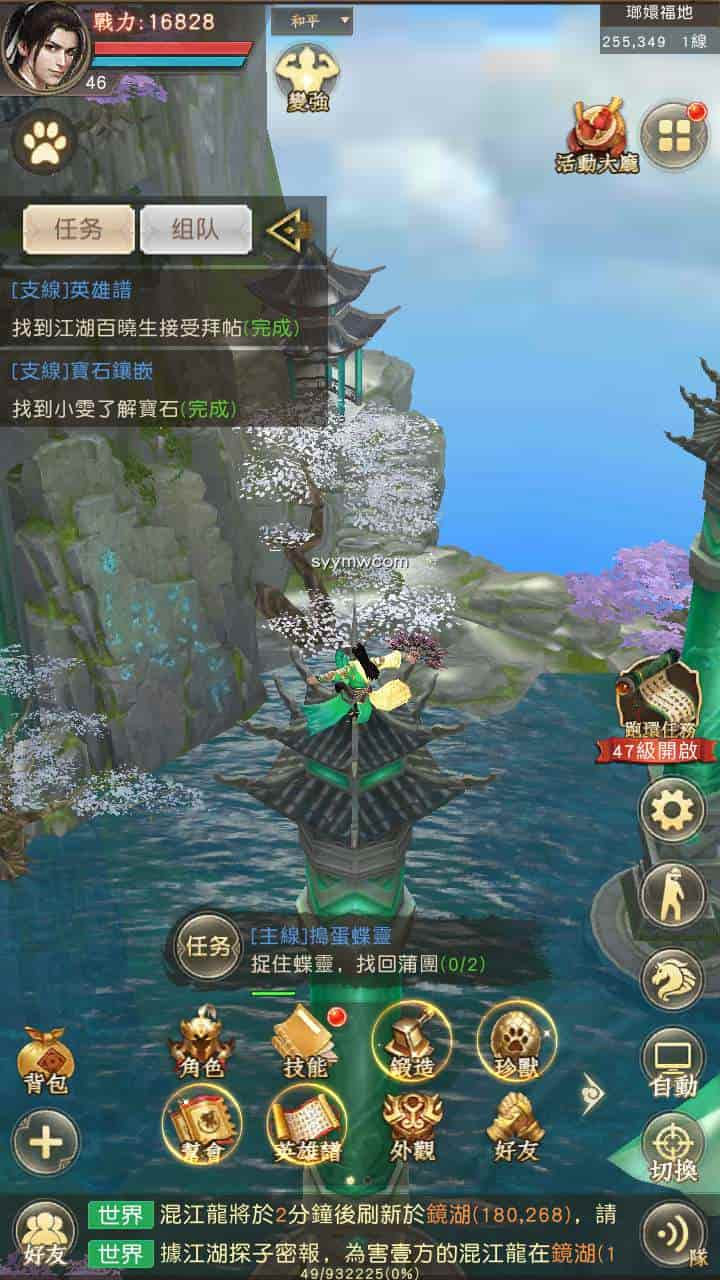 戰力:16828
和平
瑯嬛福地
255,349 1線
46
變強
活動大廳
任务
组队
[支線]英雄譜
找到江湖百曉生接受拜帖(完成)
[支線]寶石鑲嵌
找到小雯了解寶石(完成)
syymwcom
跑環任務
47級開啟
任务
[主線]搗蛋蝶靈
捉住蝶靈，找回蒲團(0/2)
背包
角色
技能
鍛造
珍獸
自動
幫會
英雄譜
外觀
好友
切換
好友
世界 混江龍將於2分鐘後刷新於鏡湖(180,268)，請
世界 據江湖探子密報，為害壹方的混江龍在鏡湖(1
隊
49/932225(0%)